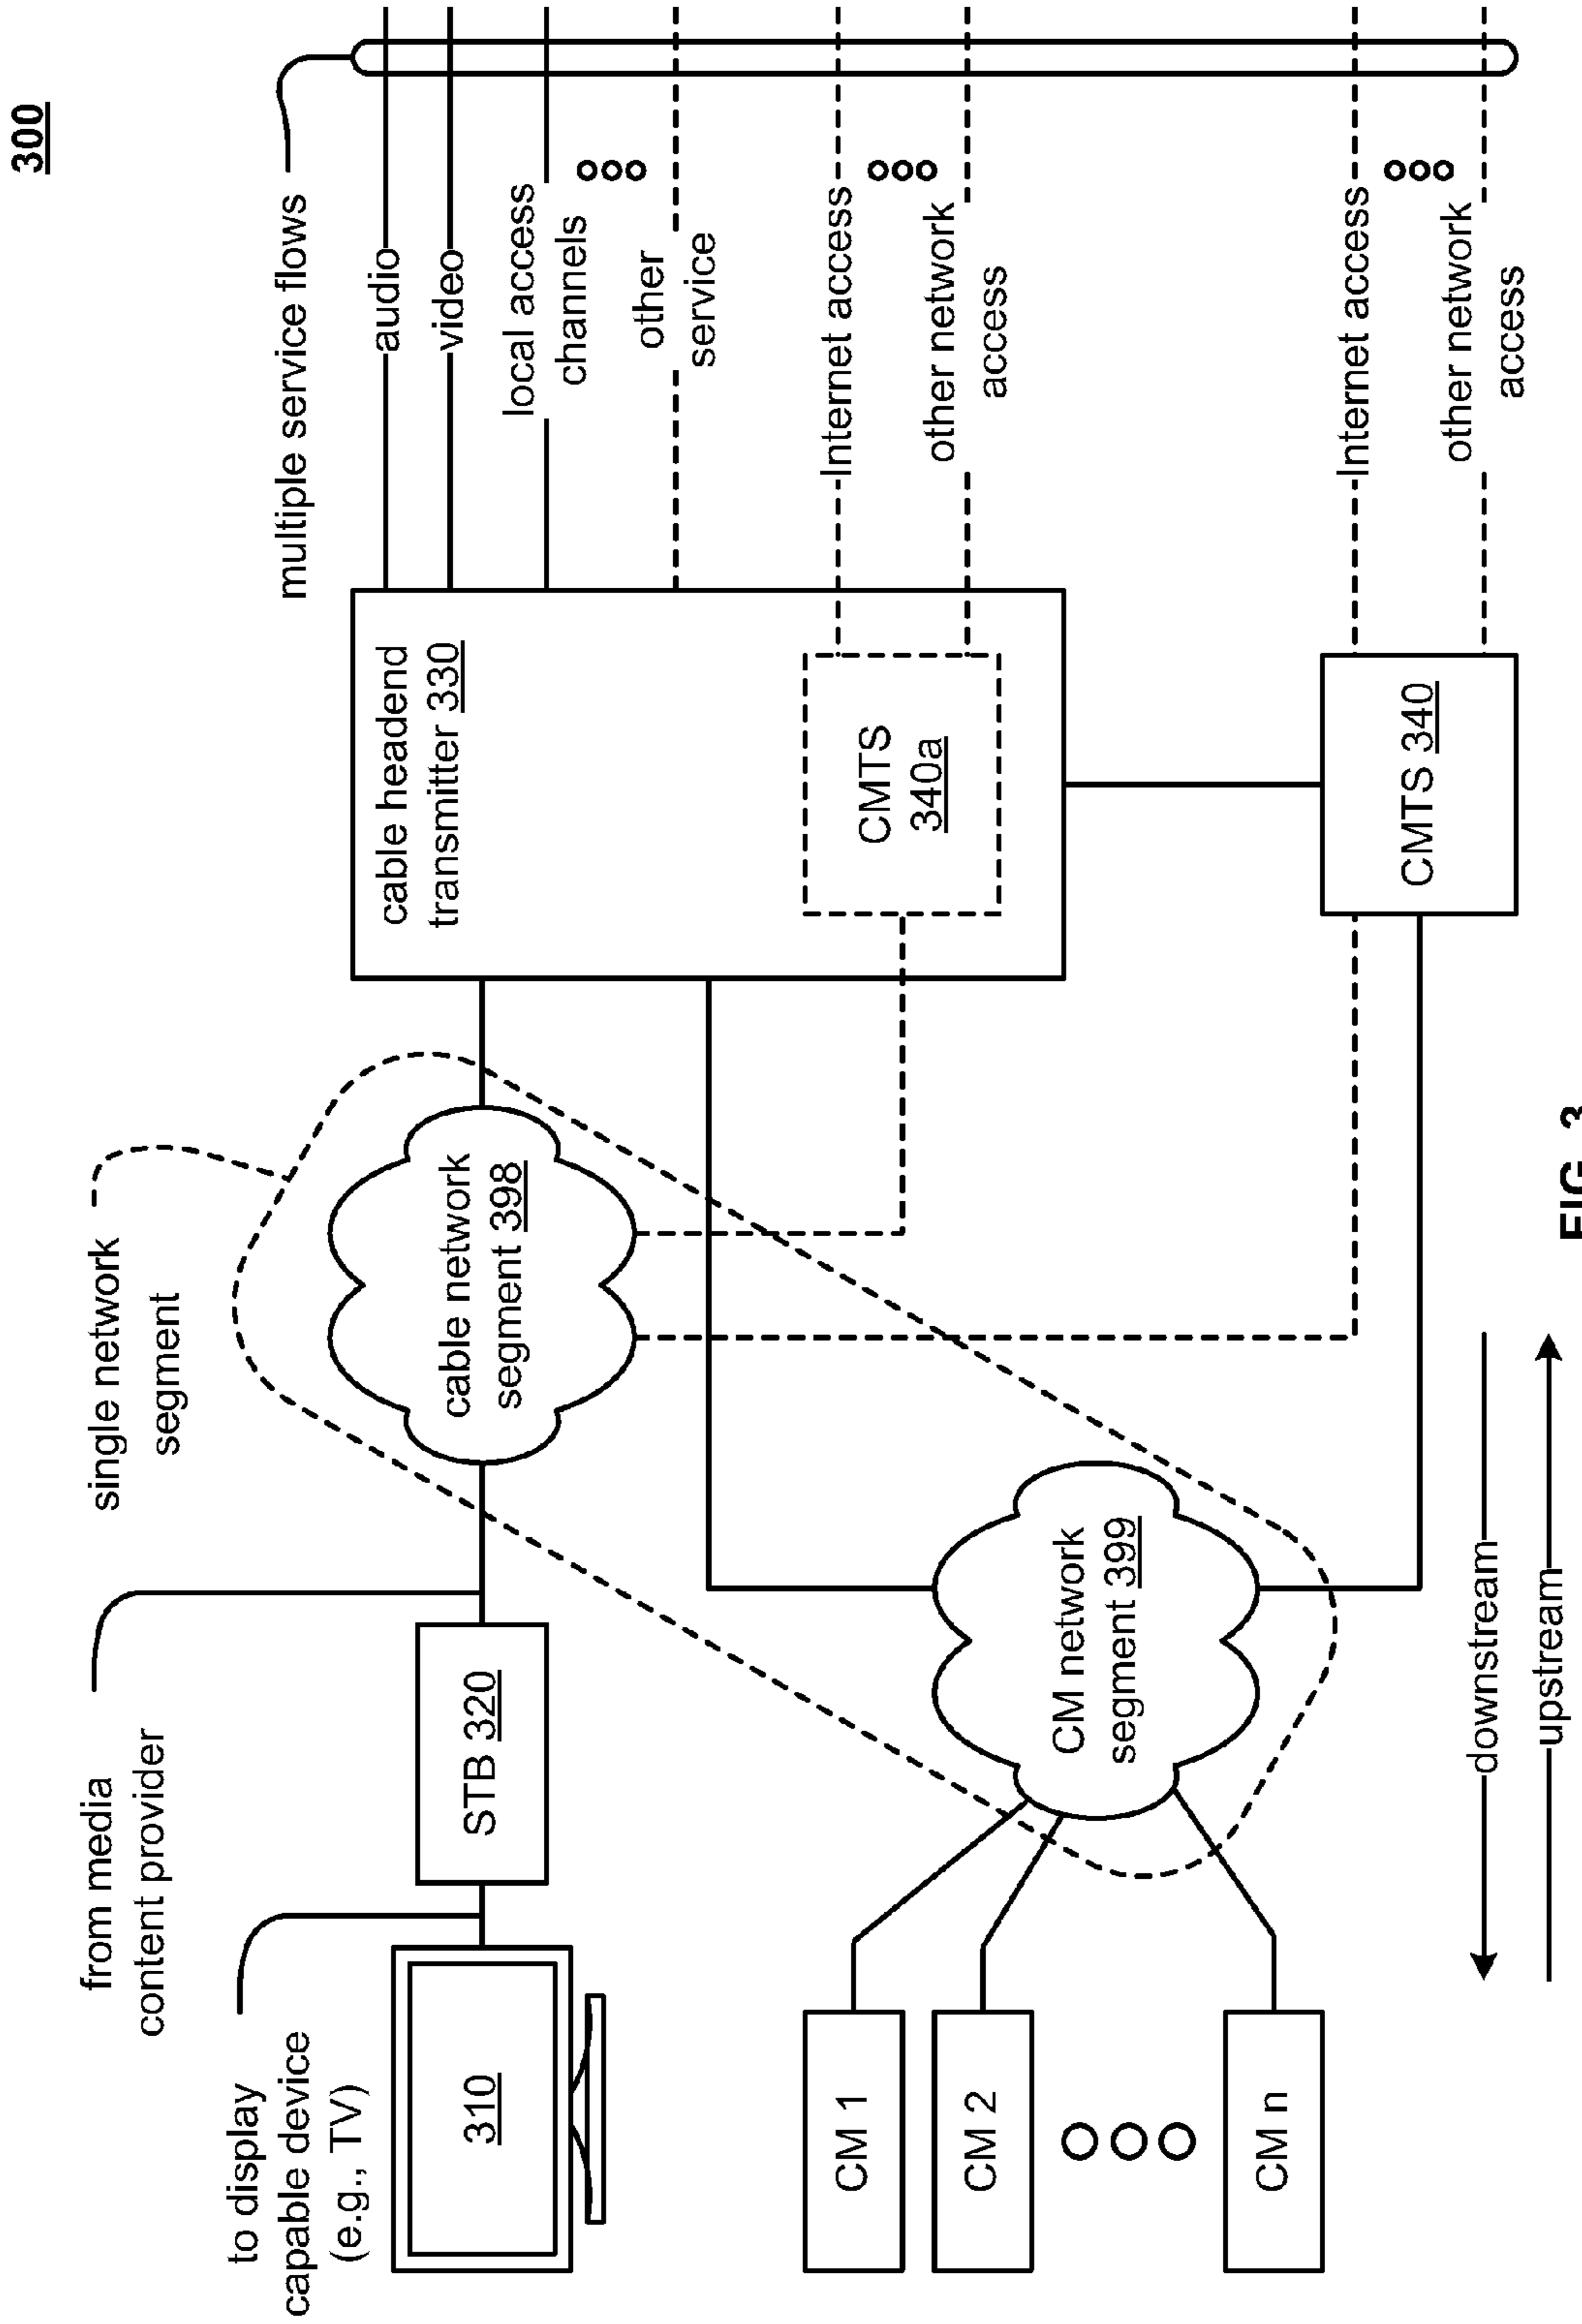 300
multiple service flows
audio
video
local access
channels
other
service
Internet access
other network
access
Internet access
other network
access
cable headend
transmitter 330
CMTS
340a
CMTS 340
single network
segment
cable network
segment 398
CM network
segment 399
from media
content provider
STB 320
to display
capable device
(e.g., TV)
310
CM 1
CM 2
CM n
downstream
upstream
FIG. 3